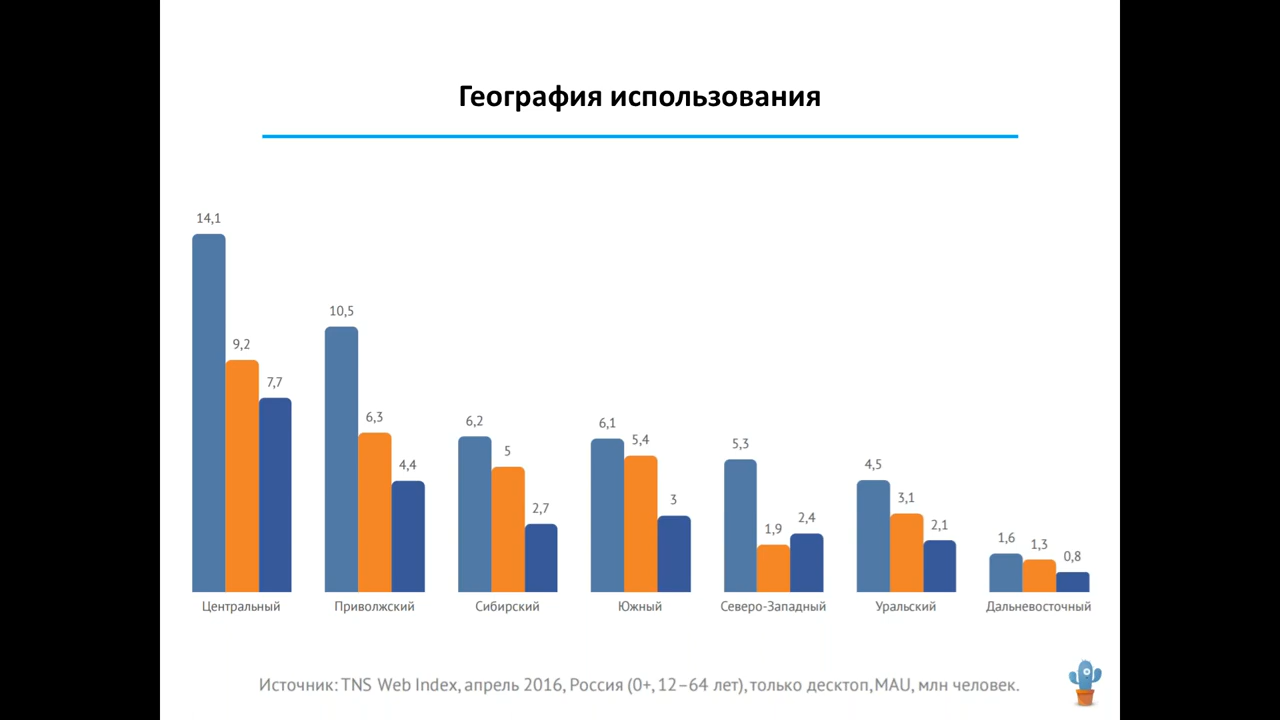 География использования
14,1
9,2
7,7
10,5
6,3
4,4
6,2
5
2,7
6,1
5,4
3
5,3
1,9
2,4
4,5
3,1
2,1
1,6
1,3
0,8
Центральный
Приволжский
Сибирский
Южный
Северо-Западный
Уральский
Дальневосточный
Источник: TNS Web Index, апрель 2016, Россия (0+, 12–64 лет), только десктоп, MAU, млн человек.